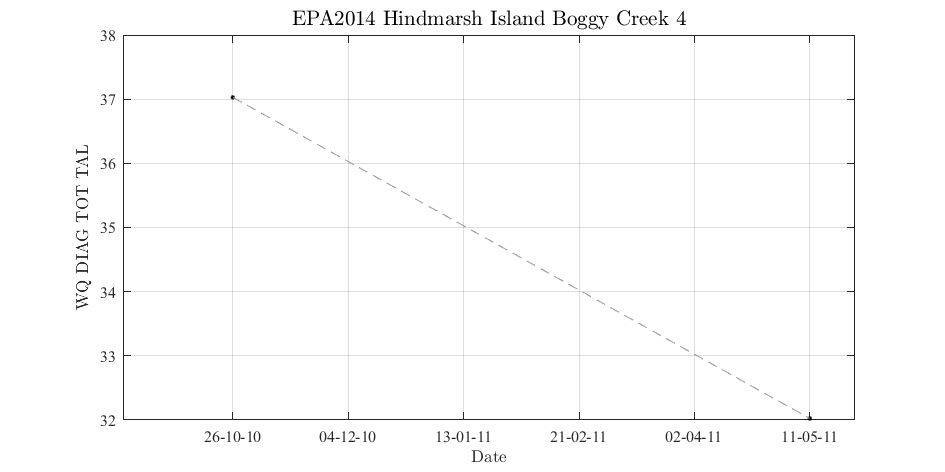 EPA2014 Hindmarsh Island Boggy Creek 4
38
37
36
35
34
33
32
WQ DIAG TOT TAL
26-10-10 04-12-10 13-01-11 21-02-11 02-04-11 11-05-11
Date